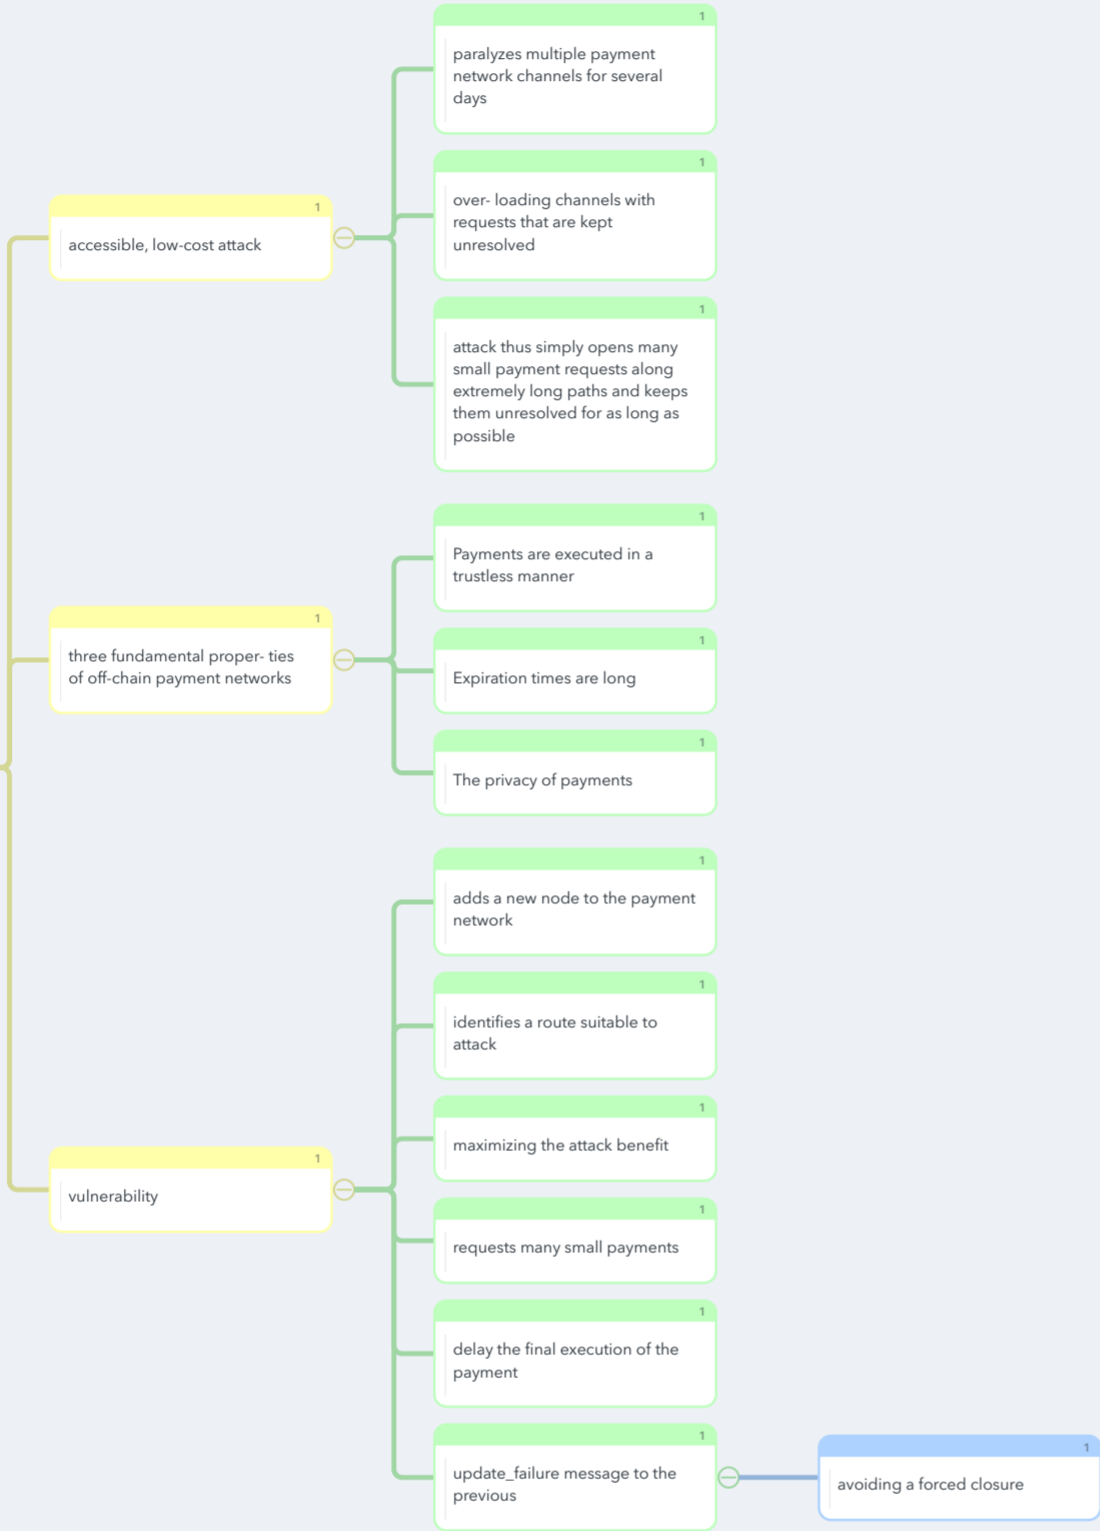 1
paralyzes multiple payment
network channels for several
days
1
over- loading channels with
requests that are kept
unresolved
1
accessible, low-cost attack
1
attack thus simply opens many
small payment requests along
extremely long paths and keeps
them unresolved for as long as
possible
1
Payments are executed in a
trustless manner
1
three fundamental proper- ties
of off-chain payment networks
1
Expiration times are long
1
The privacy of payments
1
adds a new node to the payment
network
1
identifies a route suitable to
attack
1
maximizing the attack benefit
1
vulnerability
1
requests many small payments
1
delay the final execution of the
payment
1
update_failure message to the
previous
1
avoiding a forced closure